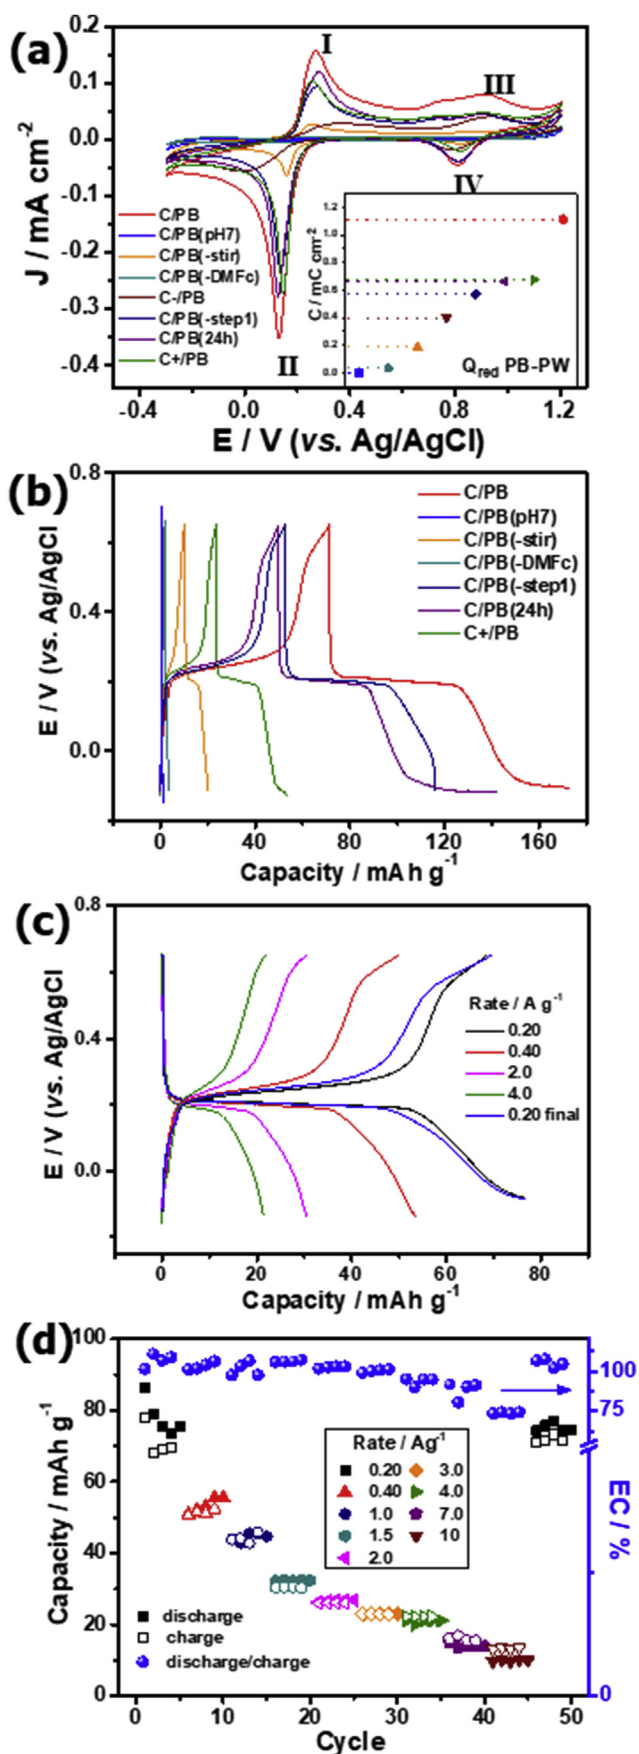 (a)
0.2
I
0.1
III
0.0
IV
-0.1
-0.2
-0.3
-0.4
J / mA cm-2
C/PB
C/PB(pH7)
C/PB(-stir)
C/PB(-DMFc)
C-/PB
C/PB(-step1)
C/PB(24h)
C+/PB
II
1.2
1.0
0.8
0.6
0.4
0.2
0.0
C / mC cm-2
Qred PB-PW
-0.4 0.0 0.4 0.8 1.2
E / V (vs. Ag/AgCl)
(b)
0.8
0.4
0.0
E / V (vs. Ag/AgCl
C/PB
C/PB(pH7)
C/PB(-stir)
C/PB(-DMFc)
C/PB(-step1)
C/PB(24h)
C+/PB
0 40 80 120 160
Capacity / mAh g-1
(c)
0.8
0.4
0.0
E / V (vs. Ag/AgCl
Rate / A g-1
0.20
0.40
2.0
4.0
0.20 final
0 20 40 60 80
Capacity / mAh g-1
(d)
100
80
60
40
20
0
Capacity / mAh g-1
100
75
0
EC / %
Rate / Ag-1
0.20 3.0
0.40 4.0
1.0 7.0
1.5 10
2.0
discharge
charge
discharge/charge
0 10 20 30 40 50
Cycle